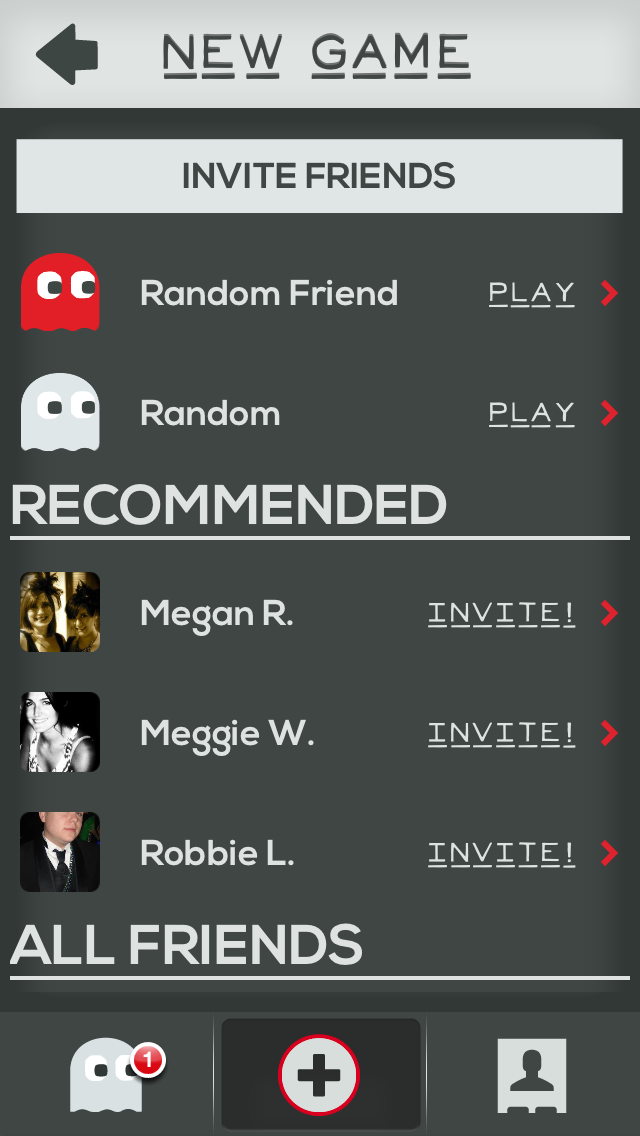 NEW GAME
INVITE FRIENDS
Random Friend PLAY
Random PLAY
RECOMMENDED
Megan R. INVITE!
Meggie W. INVITE!
Robbie L. INVITE!
ALL FRIENDS
1